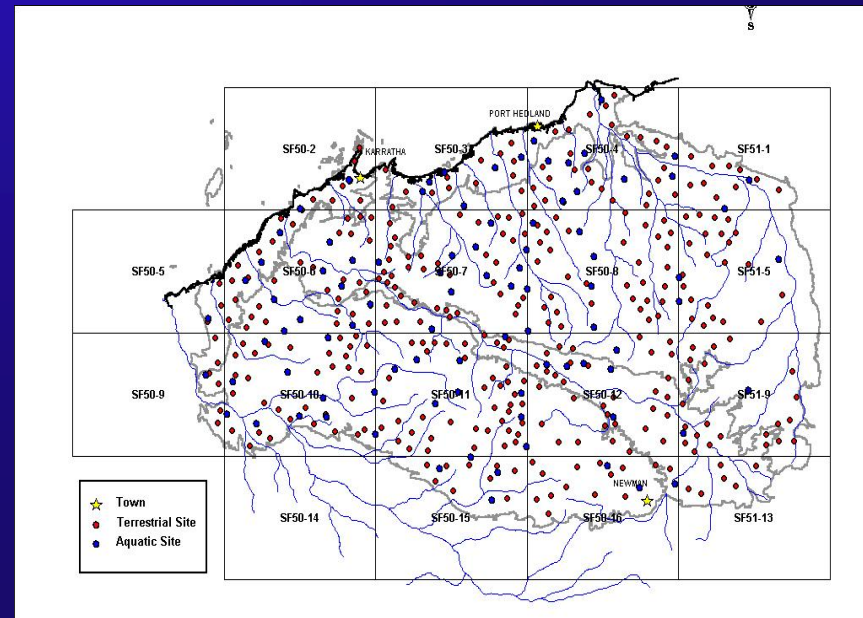 S
PORT HEDLAND
SF50-2
KARRATHA
SF50-3
SF50-4
SF51-1
SF50-5
SF50-6
SF50-7
SF50-8
SF51-5
SF50-9
SF50-10
SF50-11
SF50-12
SF51-9
NEWMAN
SF50-14
SF50-15
SF50-16
SF51-13
Town
Terrestrial Site
Aquatic Site